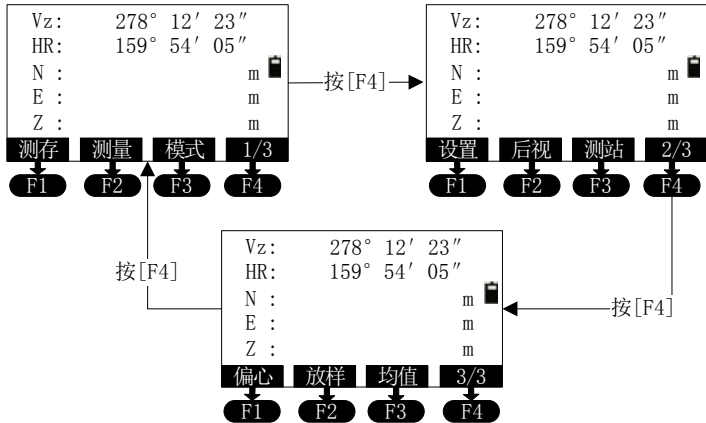 Vz: 278° 12′ 23″
HR: 159° 54′ 05″
N : m
E : m
Z : m
测存 测量 模式 1/3
F1 F2 F3 F4
按[F4]
Vz: 278° 12′ 23″
HR: 159° 54′ 05″
N : m
E : m
Z : m
设置 后视 测站 2/3
F1 F2 F3 F4
按[F4]
Vz: 278° 12′ 23″
HR: 159° 54′ 05″
N : m
E : m
Z : m
偏心 放样 均值 3/3
F1 F2 F3 F4
按[F4]